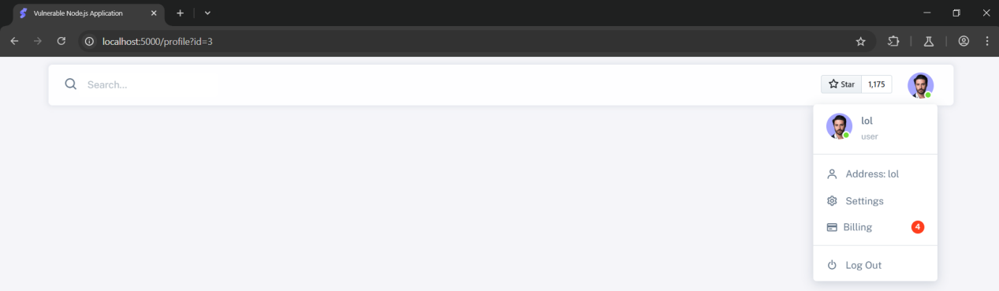 Vulnerable Node.js Application
localhost:5000/profile?id=3
Search...
Star 1,175
lol
user
Address: lol
Settings
Billing 4
Log Out